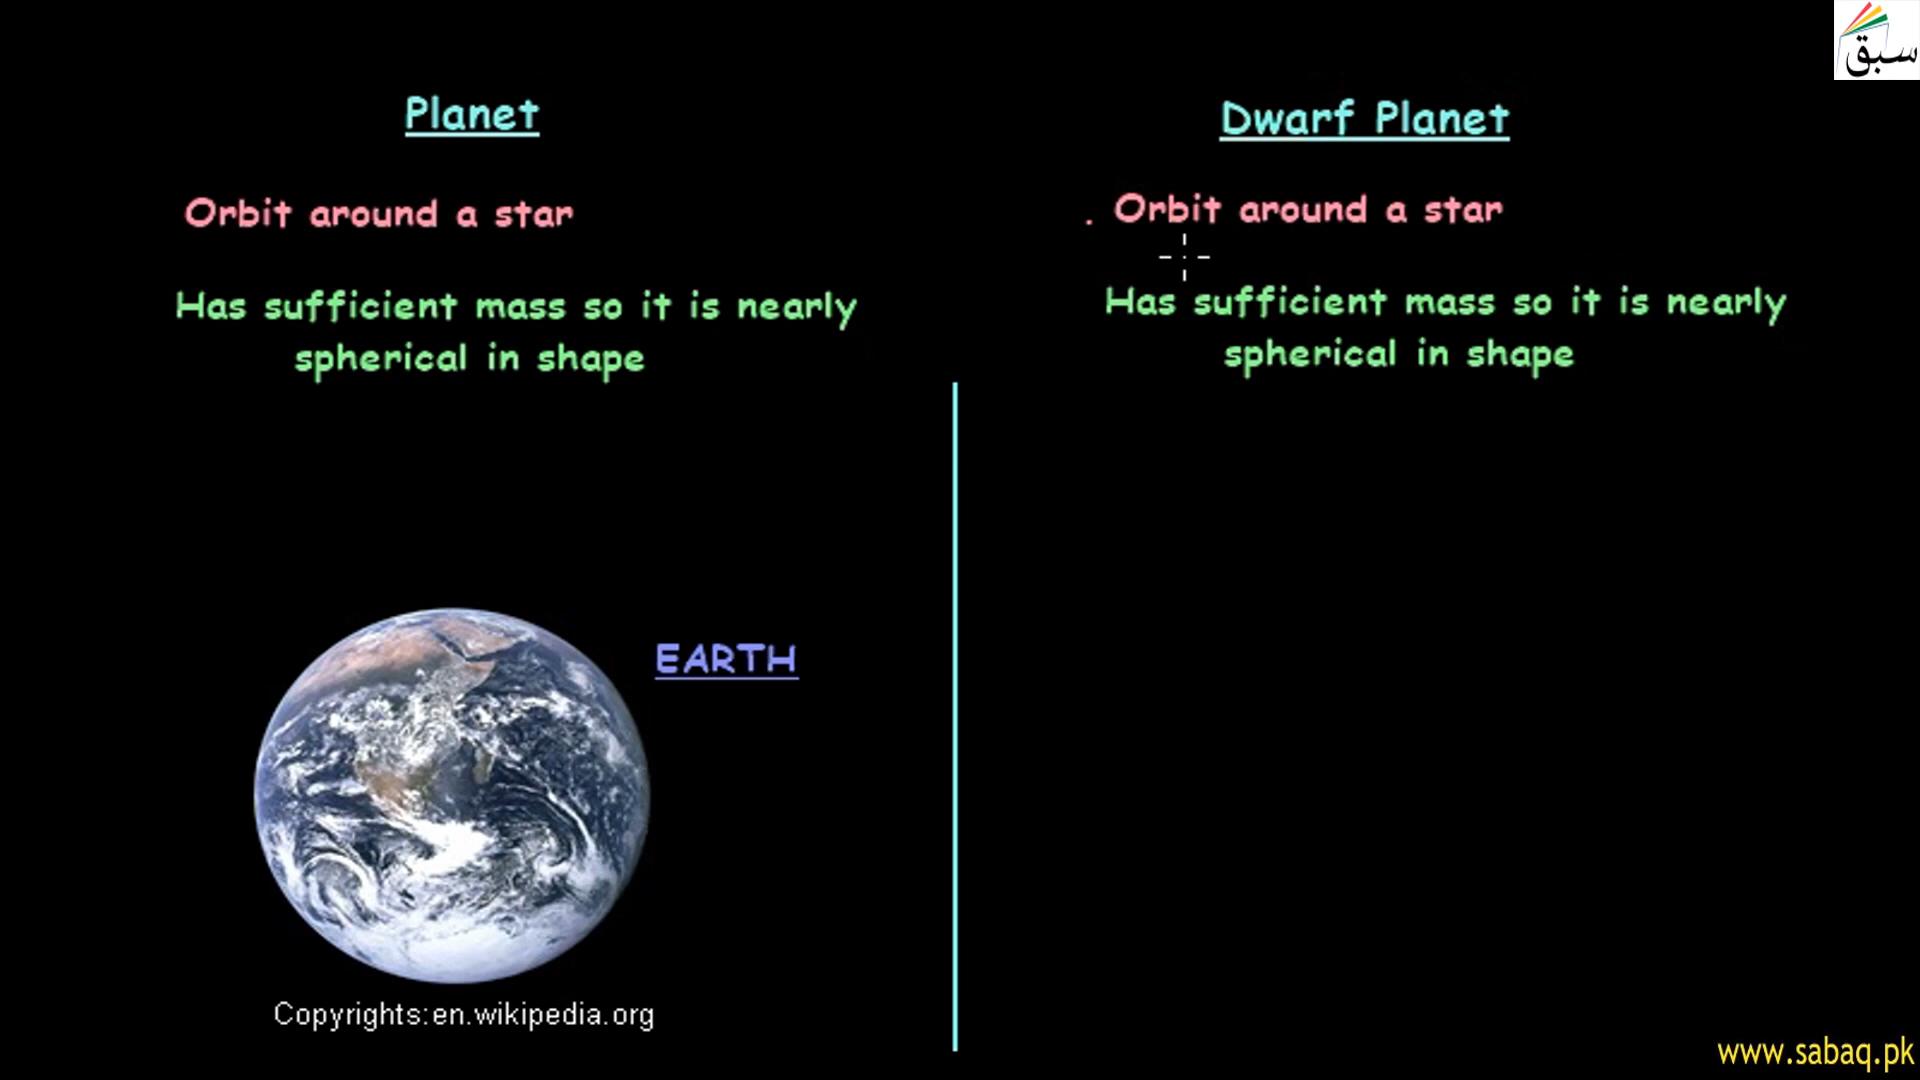 سبق
Planet
Orbit around a star
Has sufficient mass so it is nearly
spherical in shape
EARTH
Copyrights:en.wikipedia.org
Dwarf Planet
. Orbit around a star
Has sufficient mass so it is nearly
spherical in shape
www.sabaq.pk